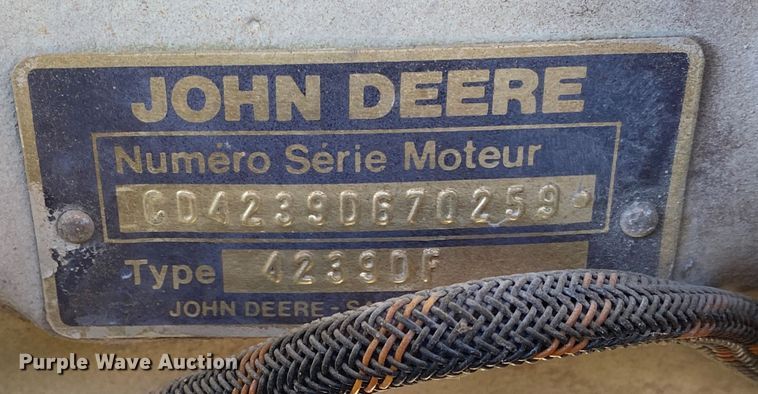 JOHN DEERE
Numéro Série Moteur
CD4239D670259
Type 4239DF
JOHN DEERE -
Purple Wave Auction